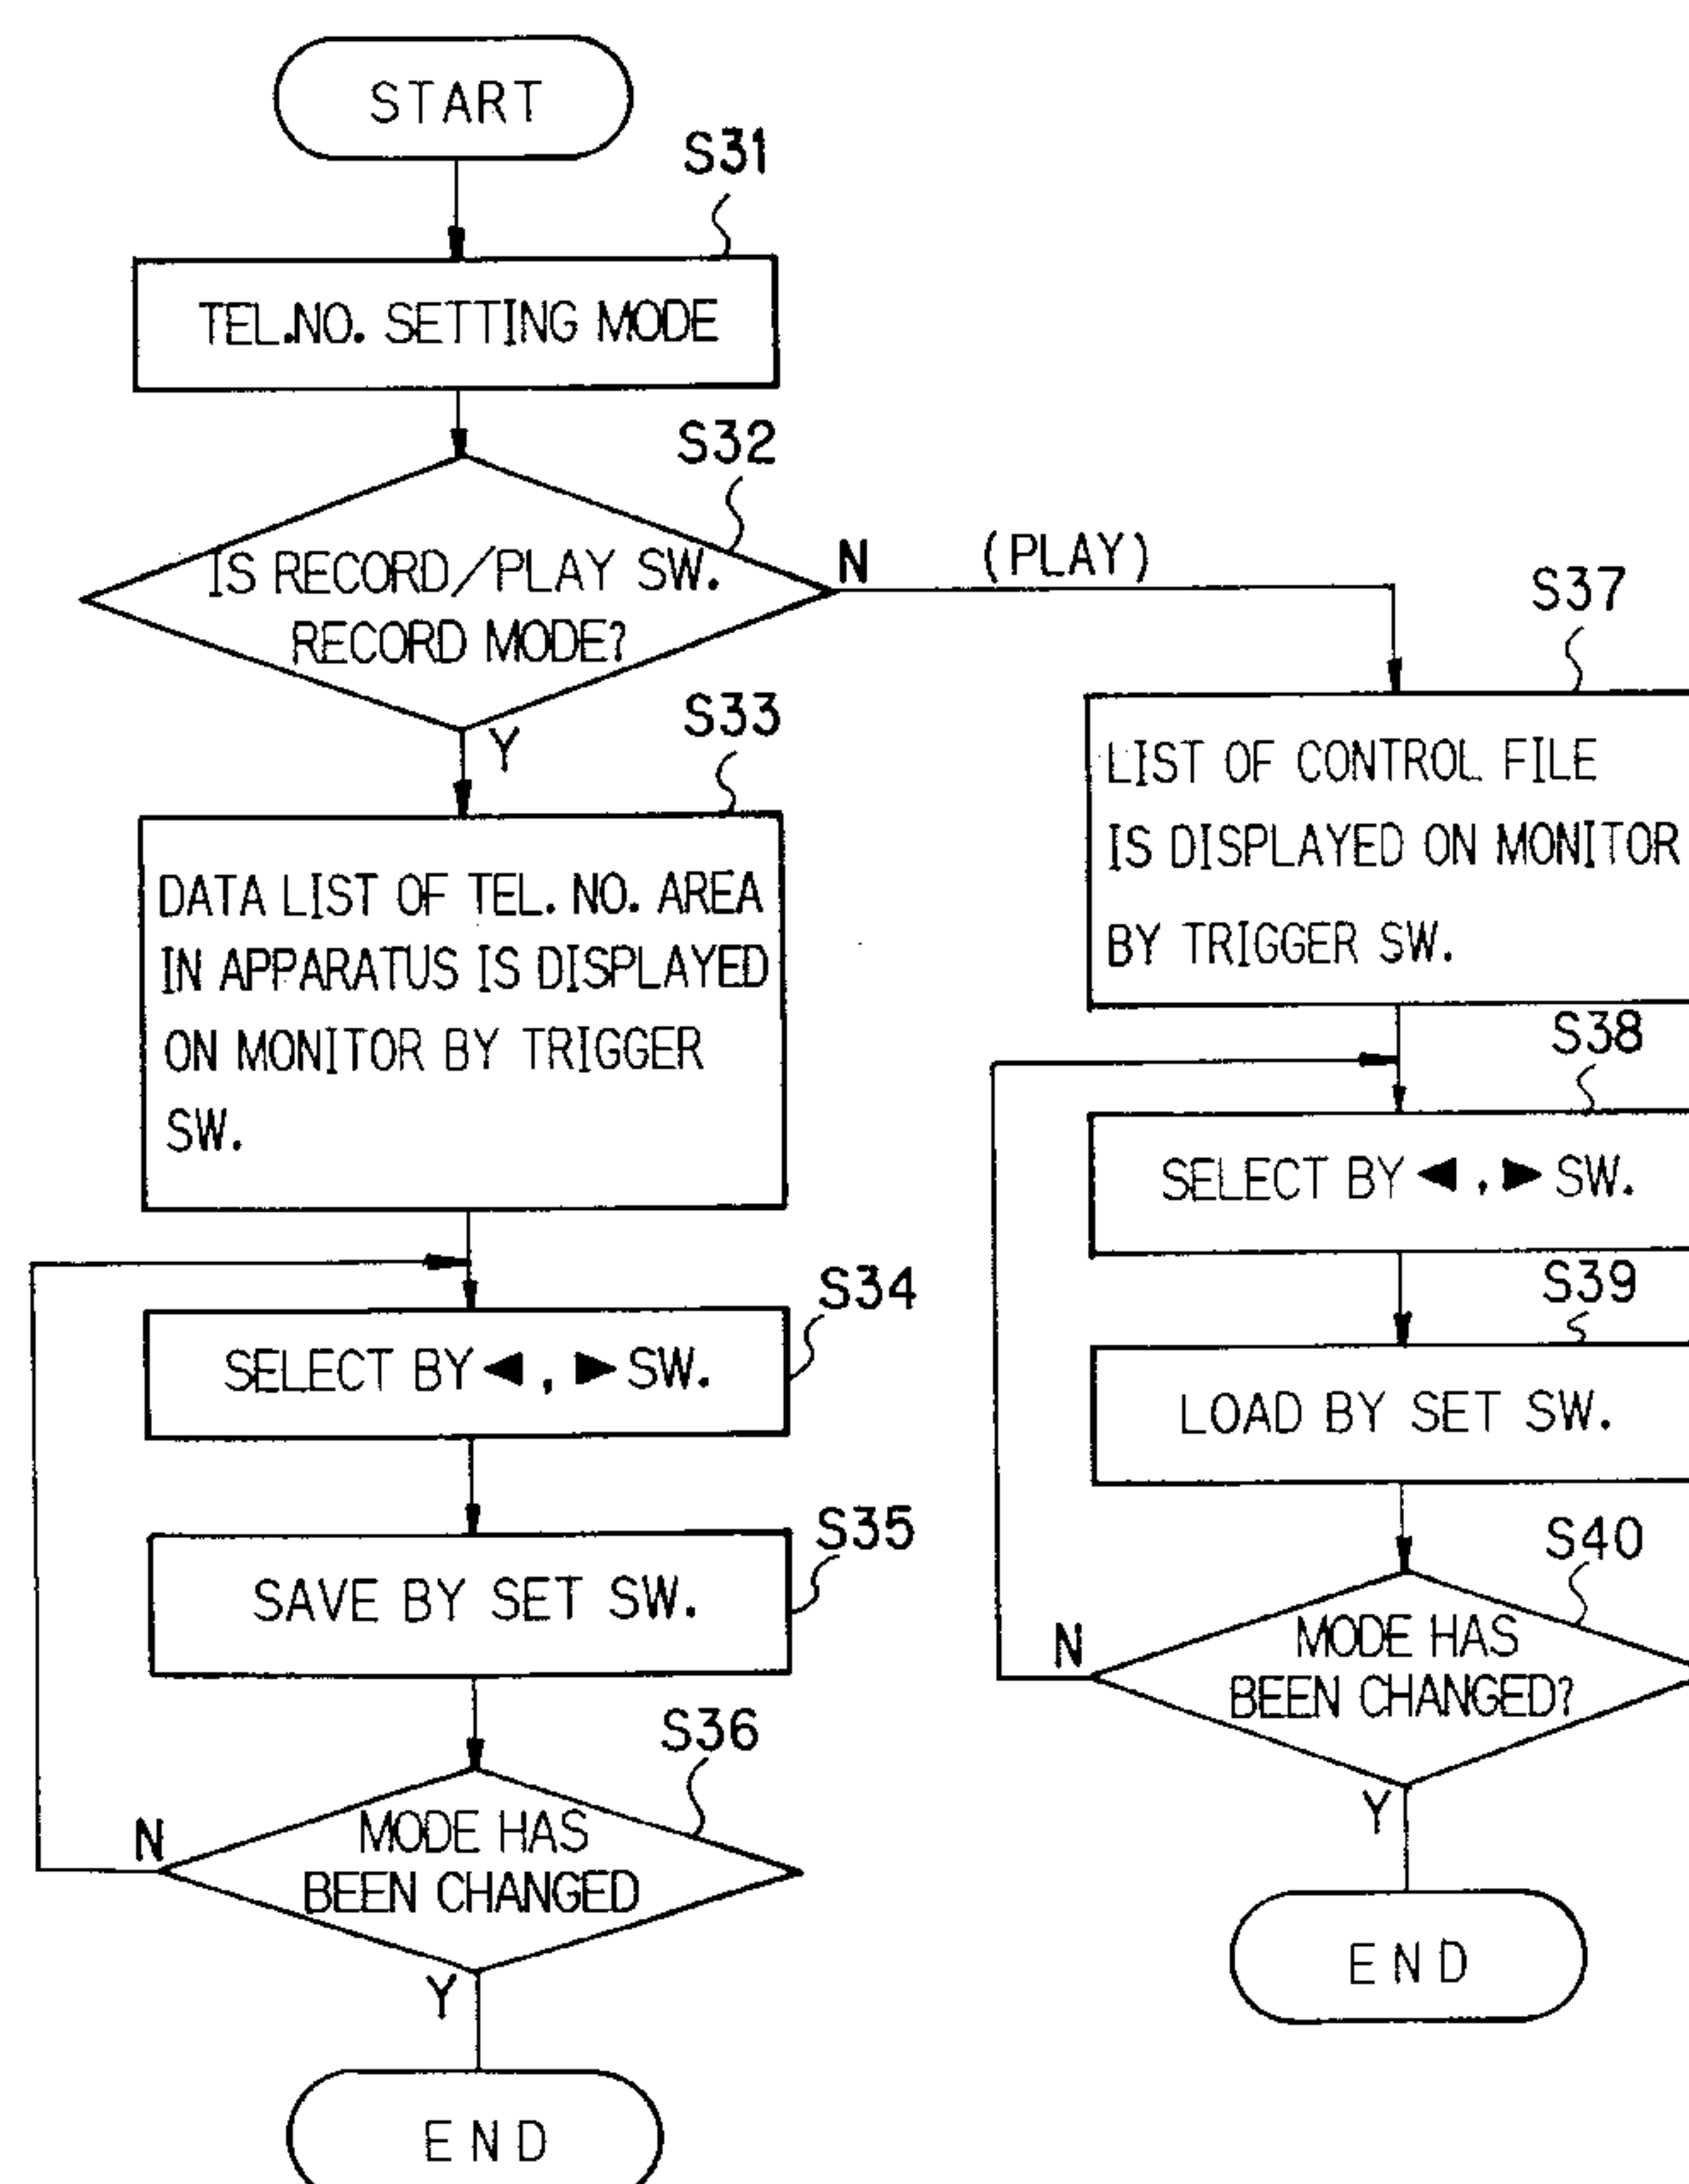 START
S31
TEL.NO. SETTING MODE
S32
IS RECORD/PLAY SW.
RECORD MODE?
N
(PLAY)
Y
S33
DATA LIST OF TEL. NO. AREA
IN APPARATUS IS DISPLAYED
ON MONITOR BY TRIGGER
SW.
S34
SELECT BY ◀, ▶ SW.
S35
SAVE BY SET SW.
S36
MODE HAS
BEEN CHANGED
N
Y
END
S37
LIST OF CONTROL FILE
IS DISPLAYED ON MONITOR
BY TRIGGER SW.
S38
SELECT BY ◀, ▶ SW.
S39
LOAD BY SET SW.
S40
MODE HAS
BEEN CHANGED?
N
Y
END